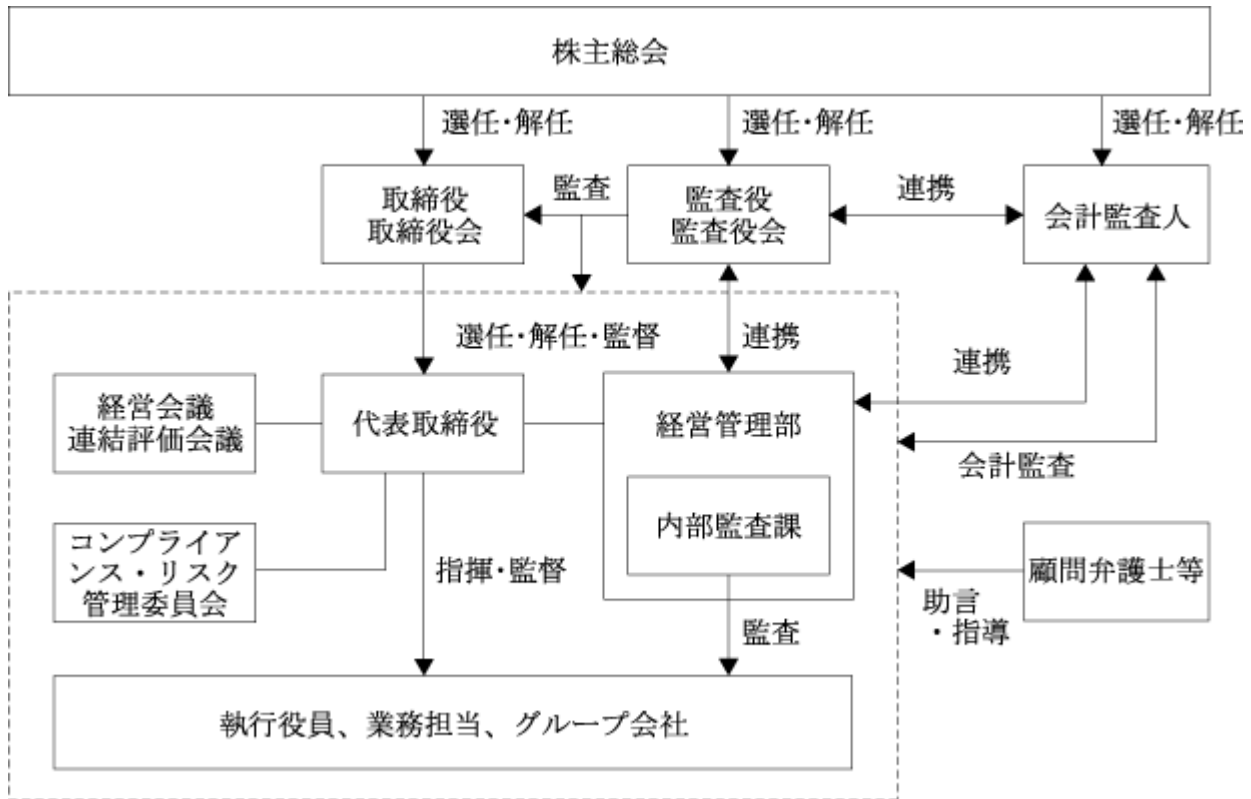 株主総会
選任・解任
選任・解任
選任・解任
取締役
取締役会
監査
監査役
監査役会
連携
会計監査人
選任・解任・監督
連携
連携
経営会議
連結評価会議
代表取締役
経営管理部
会計監査
内部監査課
コンプライア
ンス・リスク
管理委員会
指揮・監督
顧問弁護士等
助言
・指導
監査
執行役員、業務担当、グループ会社